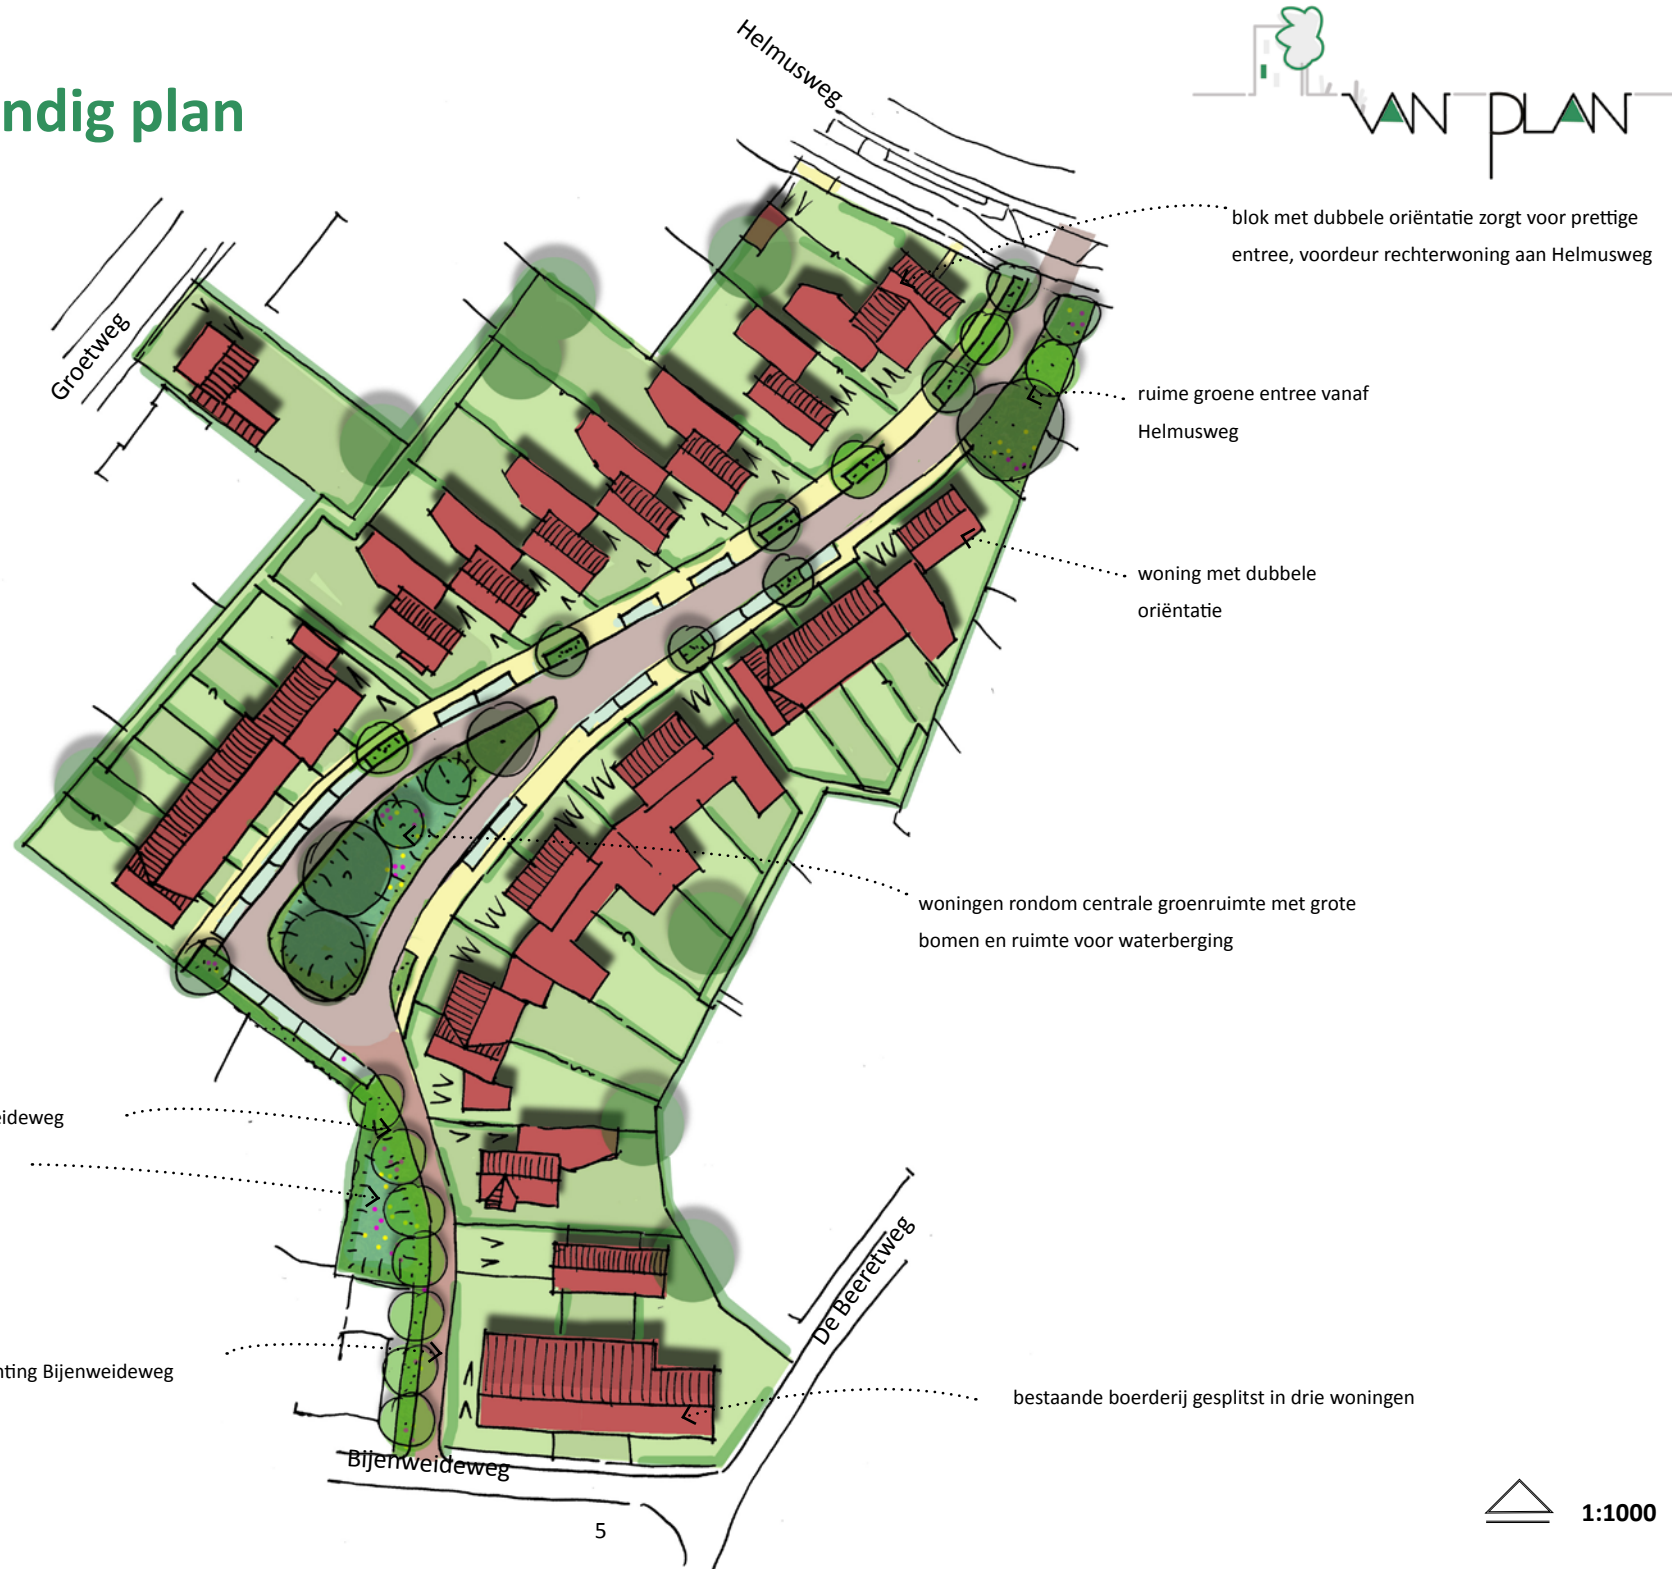 ndig plan
Helmusweg
VAN PLAN
blok met dubbele oriëntatie zorgt voor prettige
entree, voordeur rechterwoning aan Helmusweg
Groetweg
ruime groene entree vanaf
Helmusweg
woning met dubbele
oriëntatie
woningen rondom centrale groenruimte met grote
bomen en ruimte voor waterberging
eideweg
De Beeretweg
nting Bijenweideweg
bestaande boerderij gesplitst in drie woningen
Bijenweideweg
5
1:1000